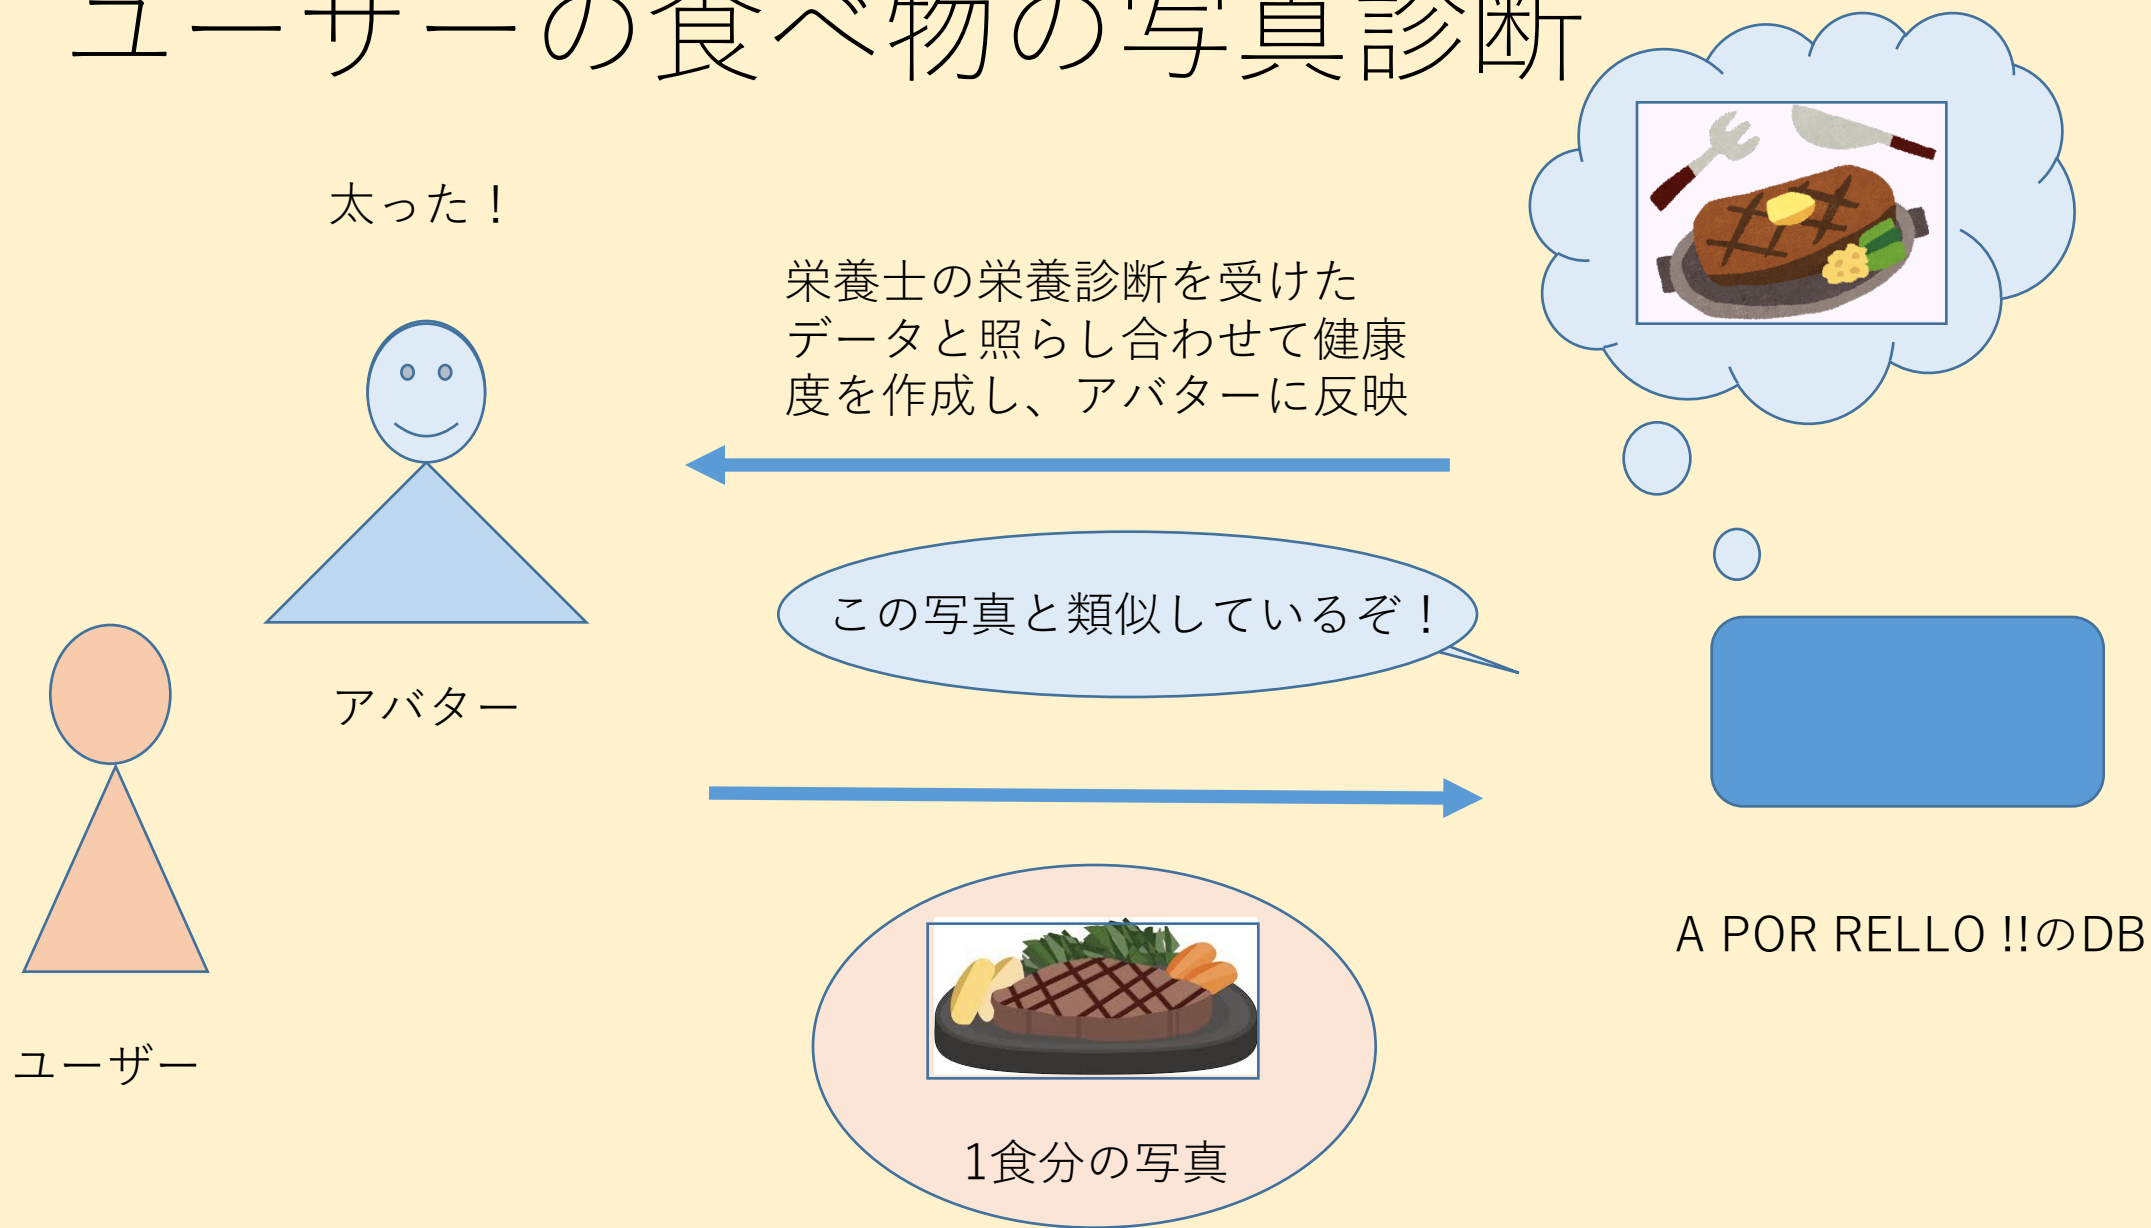 ユーザーの食べ物の写真診断
太った！
栄養士の栄養診断を受けた
データと照らし合わせて健康
度を作成し、アバターに反映
この写真と類似しているぞ！
アバター
A POR RELLO !!のDB
ユーザー
1食分の写真